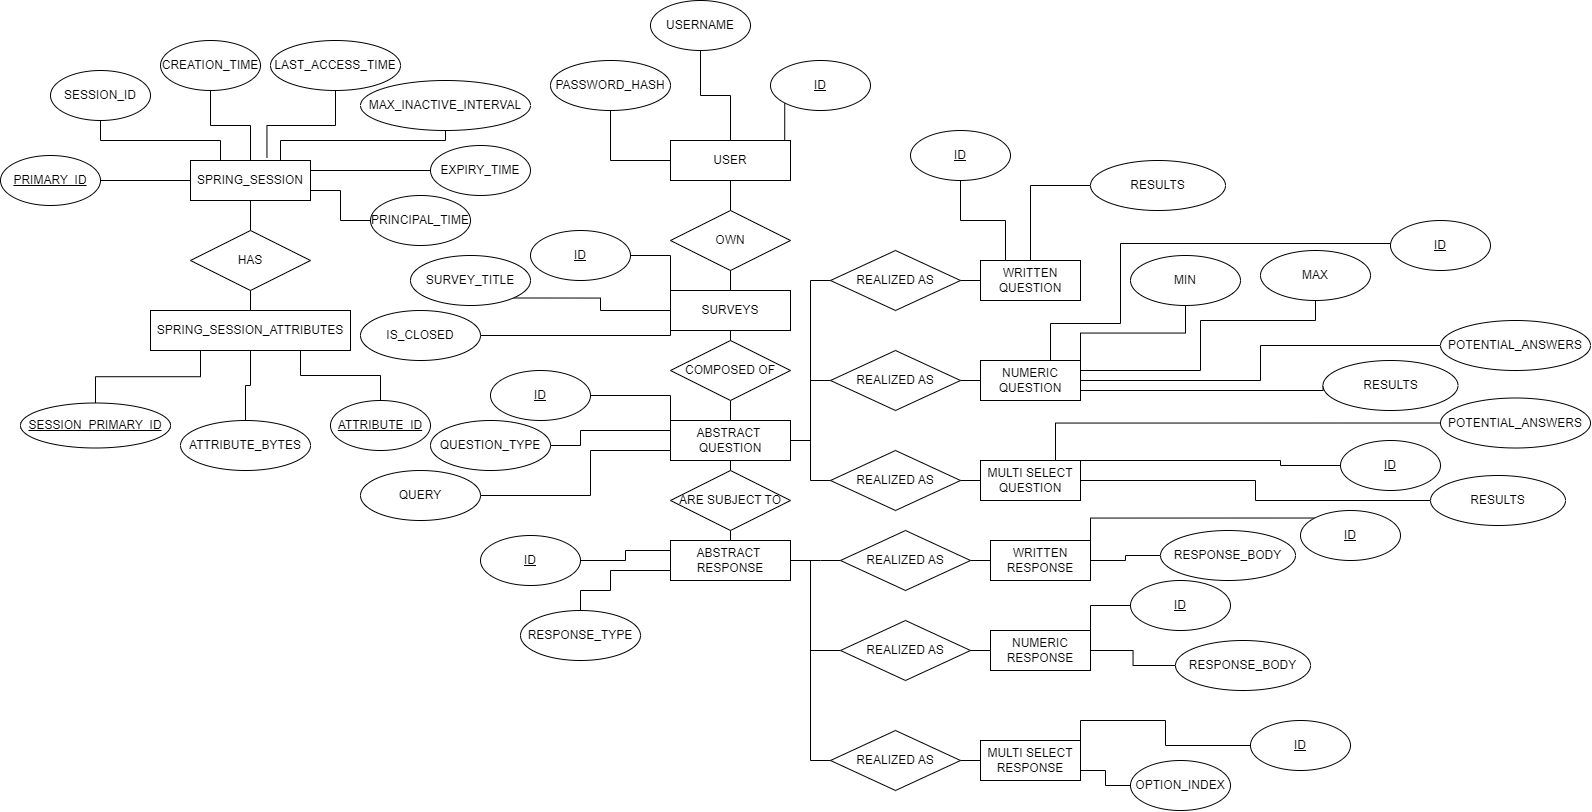 USERNAME
CREATION_TIME
LAST_ACCESS_TIME
PASSWORD_HASH
ID
SESSION_ID
MAX_INACTIVE_INTERVAL
USER
ID
PRIMARY_ID
SPRING_SESSION
EXPIRY_TIME
RESULTS
PRINCIPAL_TIME
OWN
ID
HAS
ID
SURVEY_TITLE
REALIZED AS
WRITTEN
QUESTION
MIN
MAX
SURVEYS
SPRING_SESSION_ATTRIBUTES
IS_CLOSED
POTENTIAL_ANSWERS
COMPOSED OF
REALIZED AS
NUMERIC
QUESTION
RESULTS
ID
SESSION_PRIMARY_ID
ATTRIBUTE_ID
ATTRIBUTE_BYTES
QUESTION_TYPE
ABSTRACT
QUESTION
POTENTIAL_ANSWERS
ID
REALIZED AS
MULTI SELECT
QUESTION
QUERY
ARE SUBJECT TO
RESULTS
ID
ID
ABSTRACT
RESPONSE
REALIZED AS
WRITTEN
RESPONSE
RESPONSE_BODY
ID
RESPONSE_TYPE
REALIZED AS
NUMERIC
RESPONSE
RESPONSE_BODY
ID
REALIZED AS
MULTI SELECT
RESPONSE
OPTION_INDEX